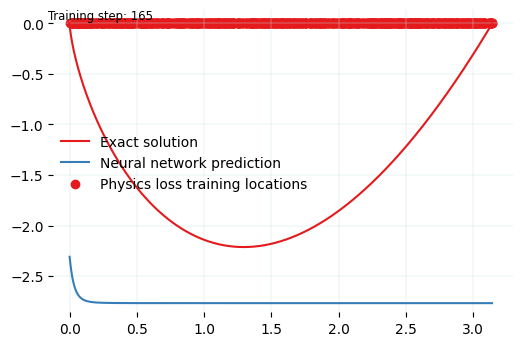 Training step: 165
0.0
−0.5
−1.0
−1.5
−2.0
−2.5
Exact solution
Neural network prediction
Physics loss training locations
0.0 0.5 1.0 1.5 2.0 2.5 3.0